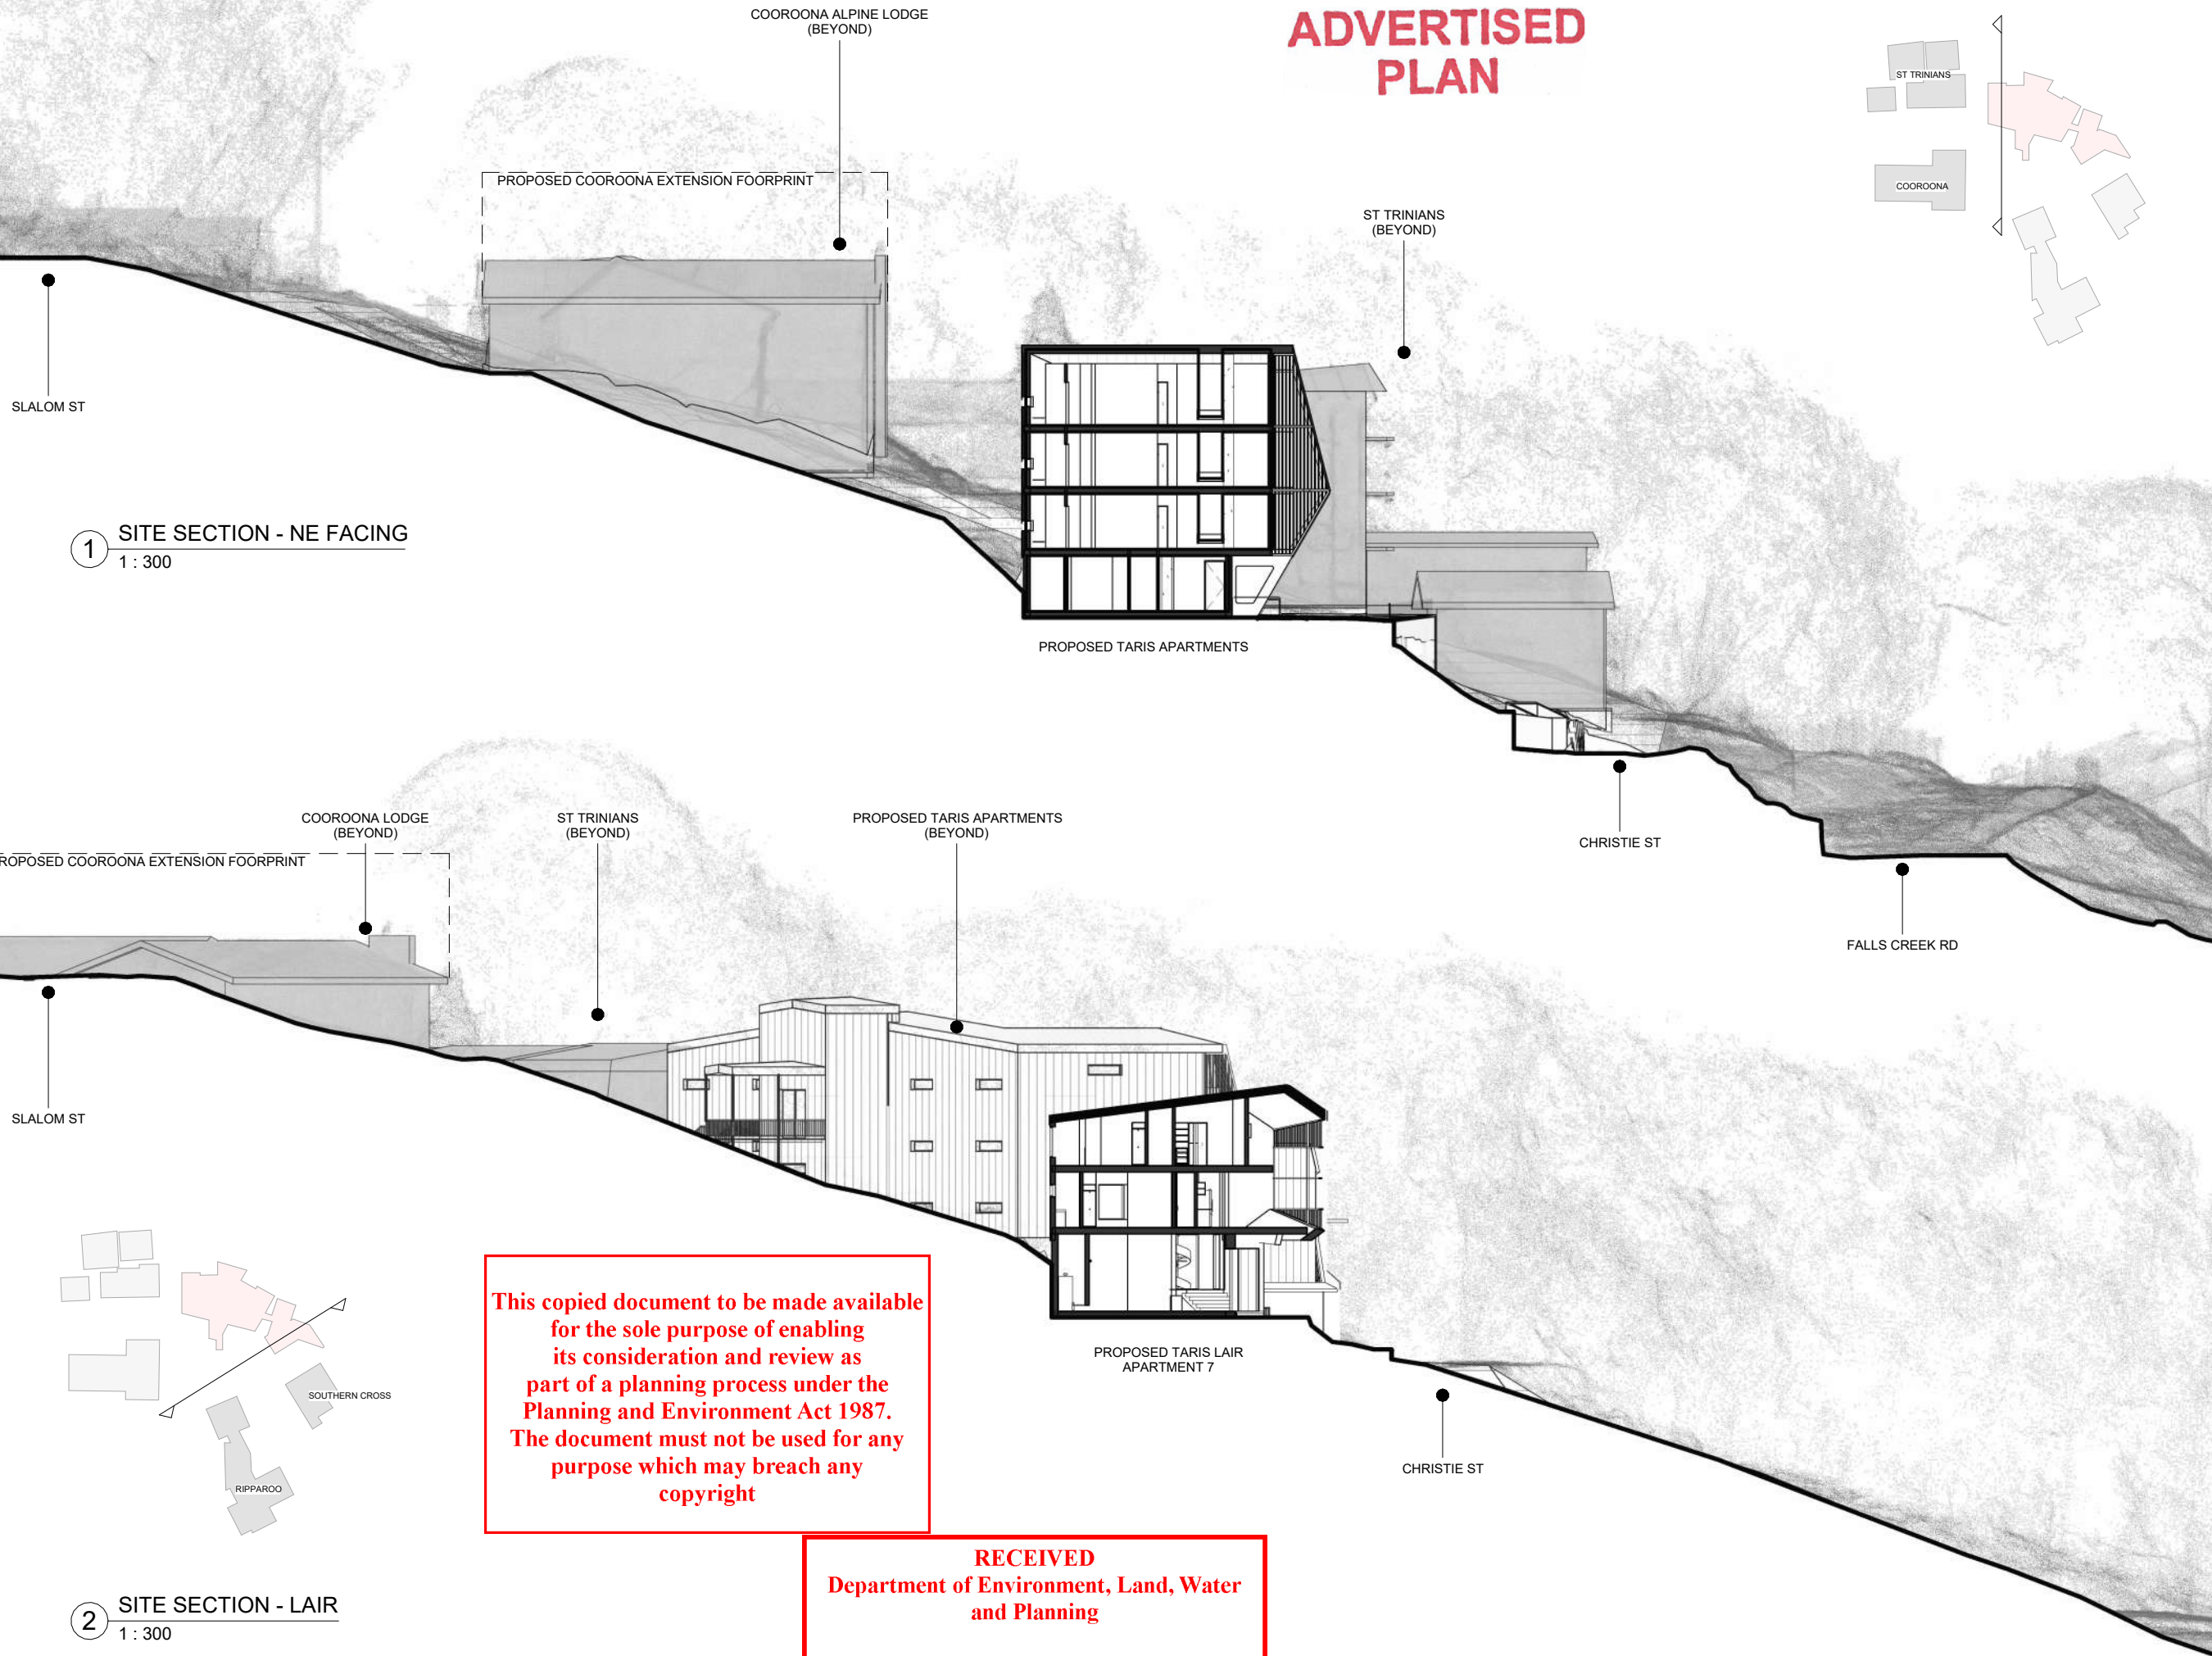 COOROONA ALPINE LODGE
(BEYOND)
ADVERTISED
PLAN
ST TRINIANS
COOROONA
PROPOSED COOROONA EXTENSION FOORPRINT
ST TRINIANS
(BEYOND)
SLALOM ST
1 SITE SECTION - NE FACING
1 : 300
PROPOSED TARIS APARTMENTS
CHRISTIE ST
FALLS CREEK RD
COOROONA LODGE
(BEYOND)
ST TRINIANS
(BEYOND)
PROPOSED TARIS APARTMENTS
(BEYOND)
ROPOSED COOROONA EXTENSION FOORPRINT
SLALOM ST
PROPOSED TARIS LAIR
APARTMENT 7
CHRISTIE ST
SOUTHERN CROSS
RIPPAROO
This copied document to be made available
for the sole purpose of enabling
its consideration and review as
part of a planning process under the
Planning and Environment Act 1987.
The document must not be used for any
purpose which may breach any
copyright
RECEIVED
Department of Environment, Land, Water
and Planning
2 SITE SECTION - LAIR
1 : 300